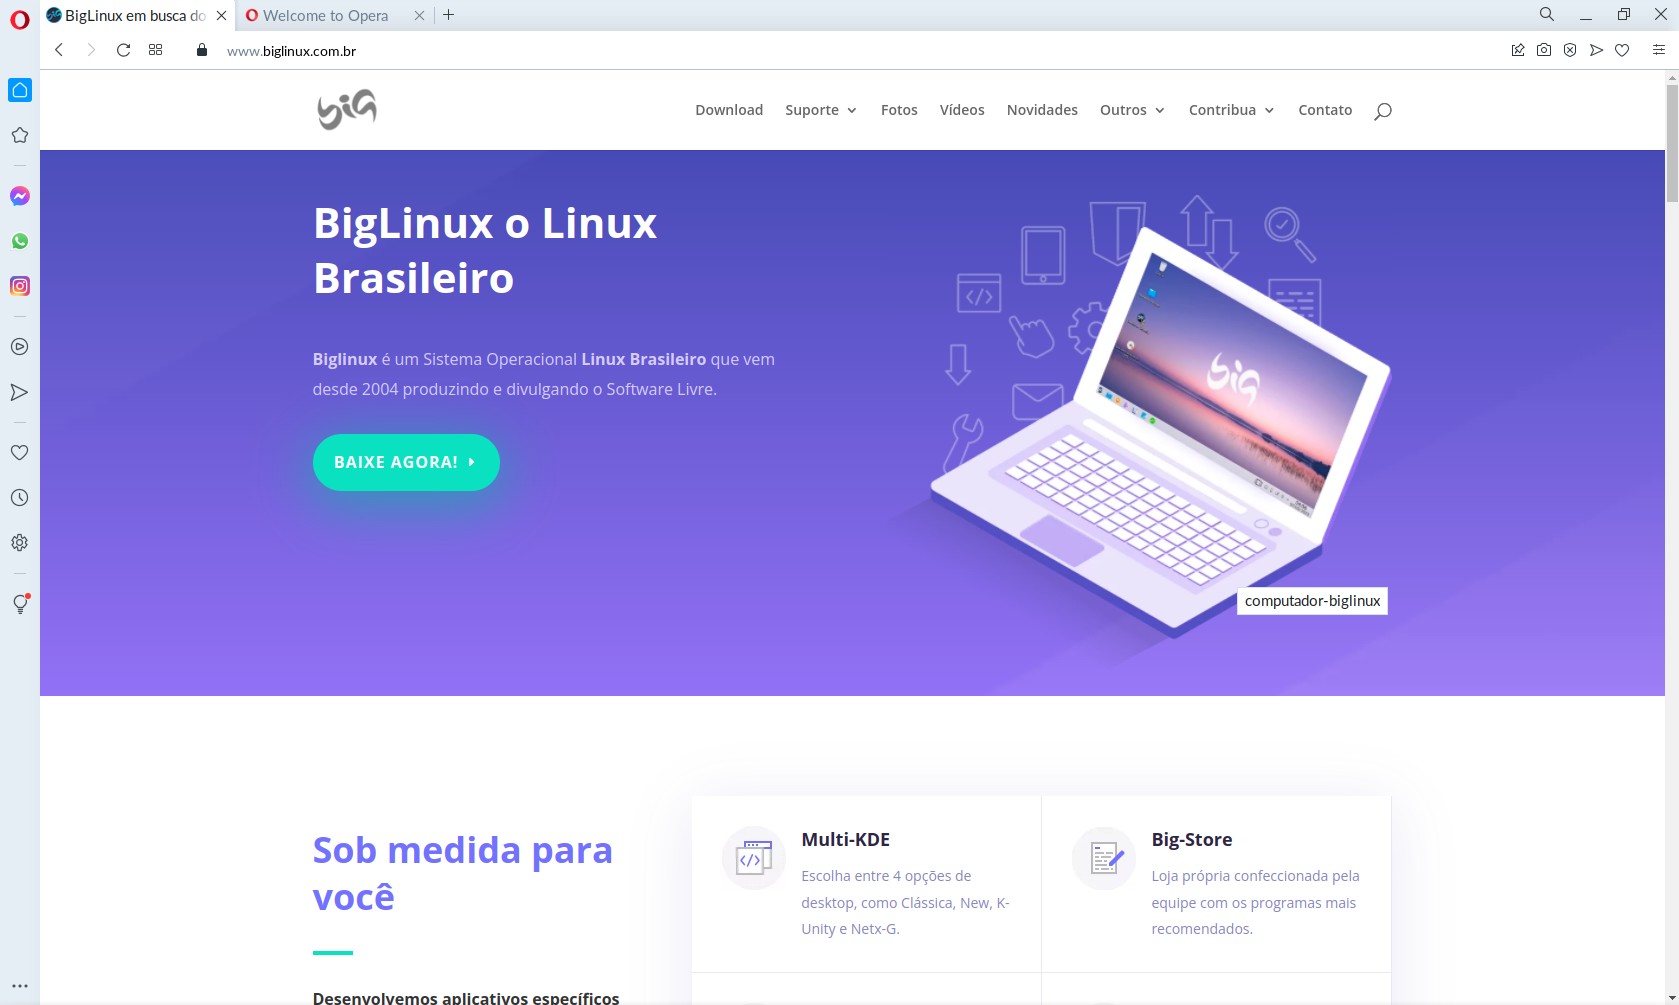 BigLinux em busca do
Welcome to Opera
www.biglinux.com.br
big
Download
Suporte
Fotos
Vídeos
Novidades
Outros
Contribua
Contato
BigLinux o Linux
Brasileiro
Biglinux é um Sistema Operacional Linux Brasileiro que vem
desde 2004 produzindo e divulgando o Software Livre.
BAIXE AGORA!
big
computador-biglinux
Sob medida para
você
Desenvolvemos aplicativos específicos
Multi-KDE
Escolha entre 4 opções de
desktop, como Clássica, New, K-
Unity e Netx-G.
Big-Store
Loja própria confeccionada pela
equipe com os programas mais
recomendados.